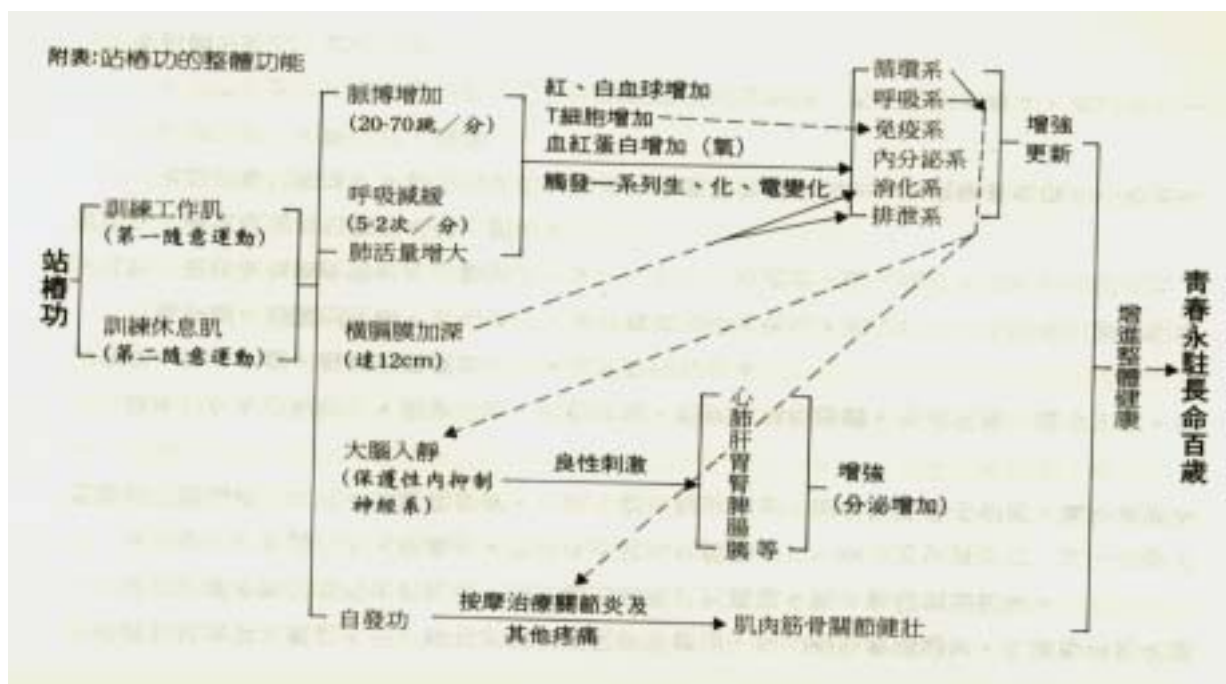 附表:站樁功的整體功能
站樁功
訓練工作肌
(第一隨意運動)
訓練休息肌
(第二隨意運動)
脈博增加
(20-70跳／分)
呼吸減緩
(5-2次／分)
肺活量增大
橫膈膜加深
(達12cm)
大腦入靜
(保護性內抑制
神經系)
自發功
紅、白血球增加
T細胞增加
血紅蛋白增加(氧)
觸發一系列生、化、電變化
良性刺激
按摩治療關節炎及
其他疼痛
循環系
呼吸系
免疫系
內分泌系
消化系
排泄系
增強
更新
心肺肝胃腎脾腸胰等
增強
(分泌增加)
肌肉筋骨關節健壯
增進整體健康
青春永駐長命百歲